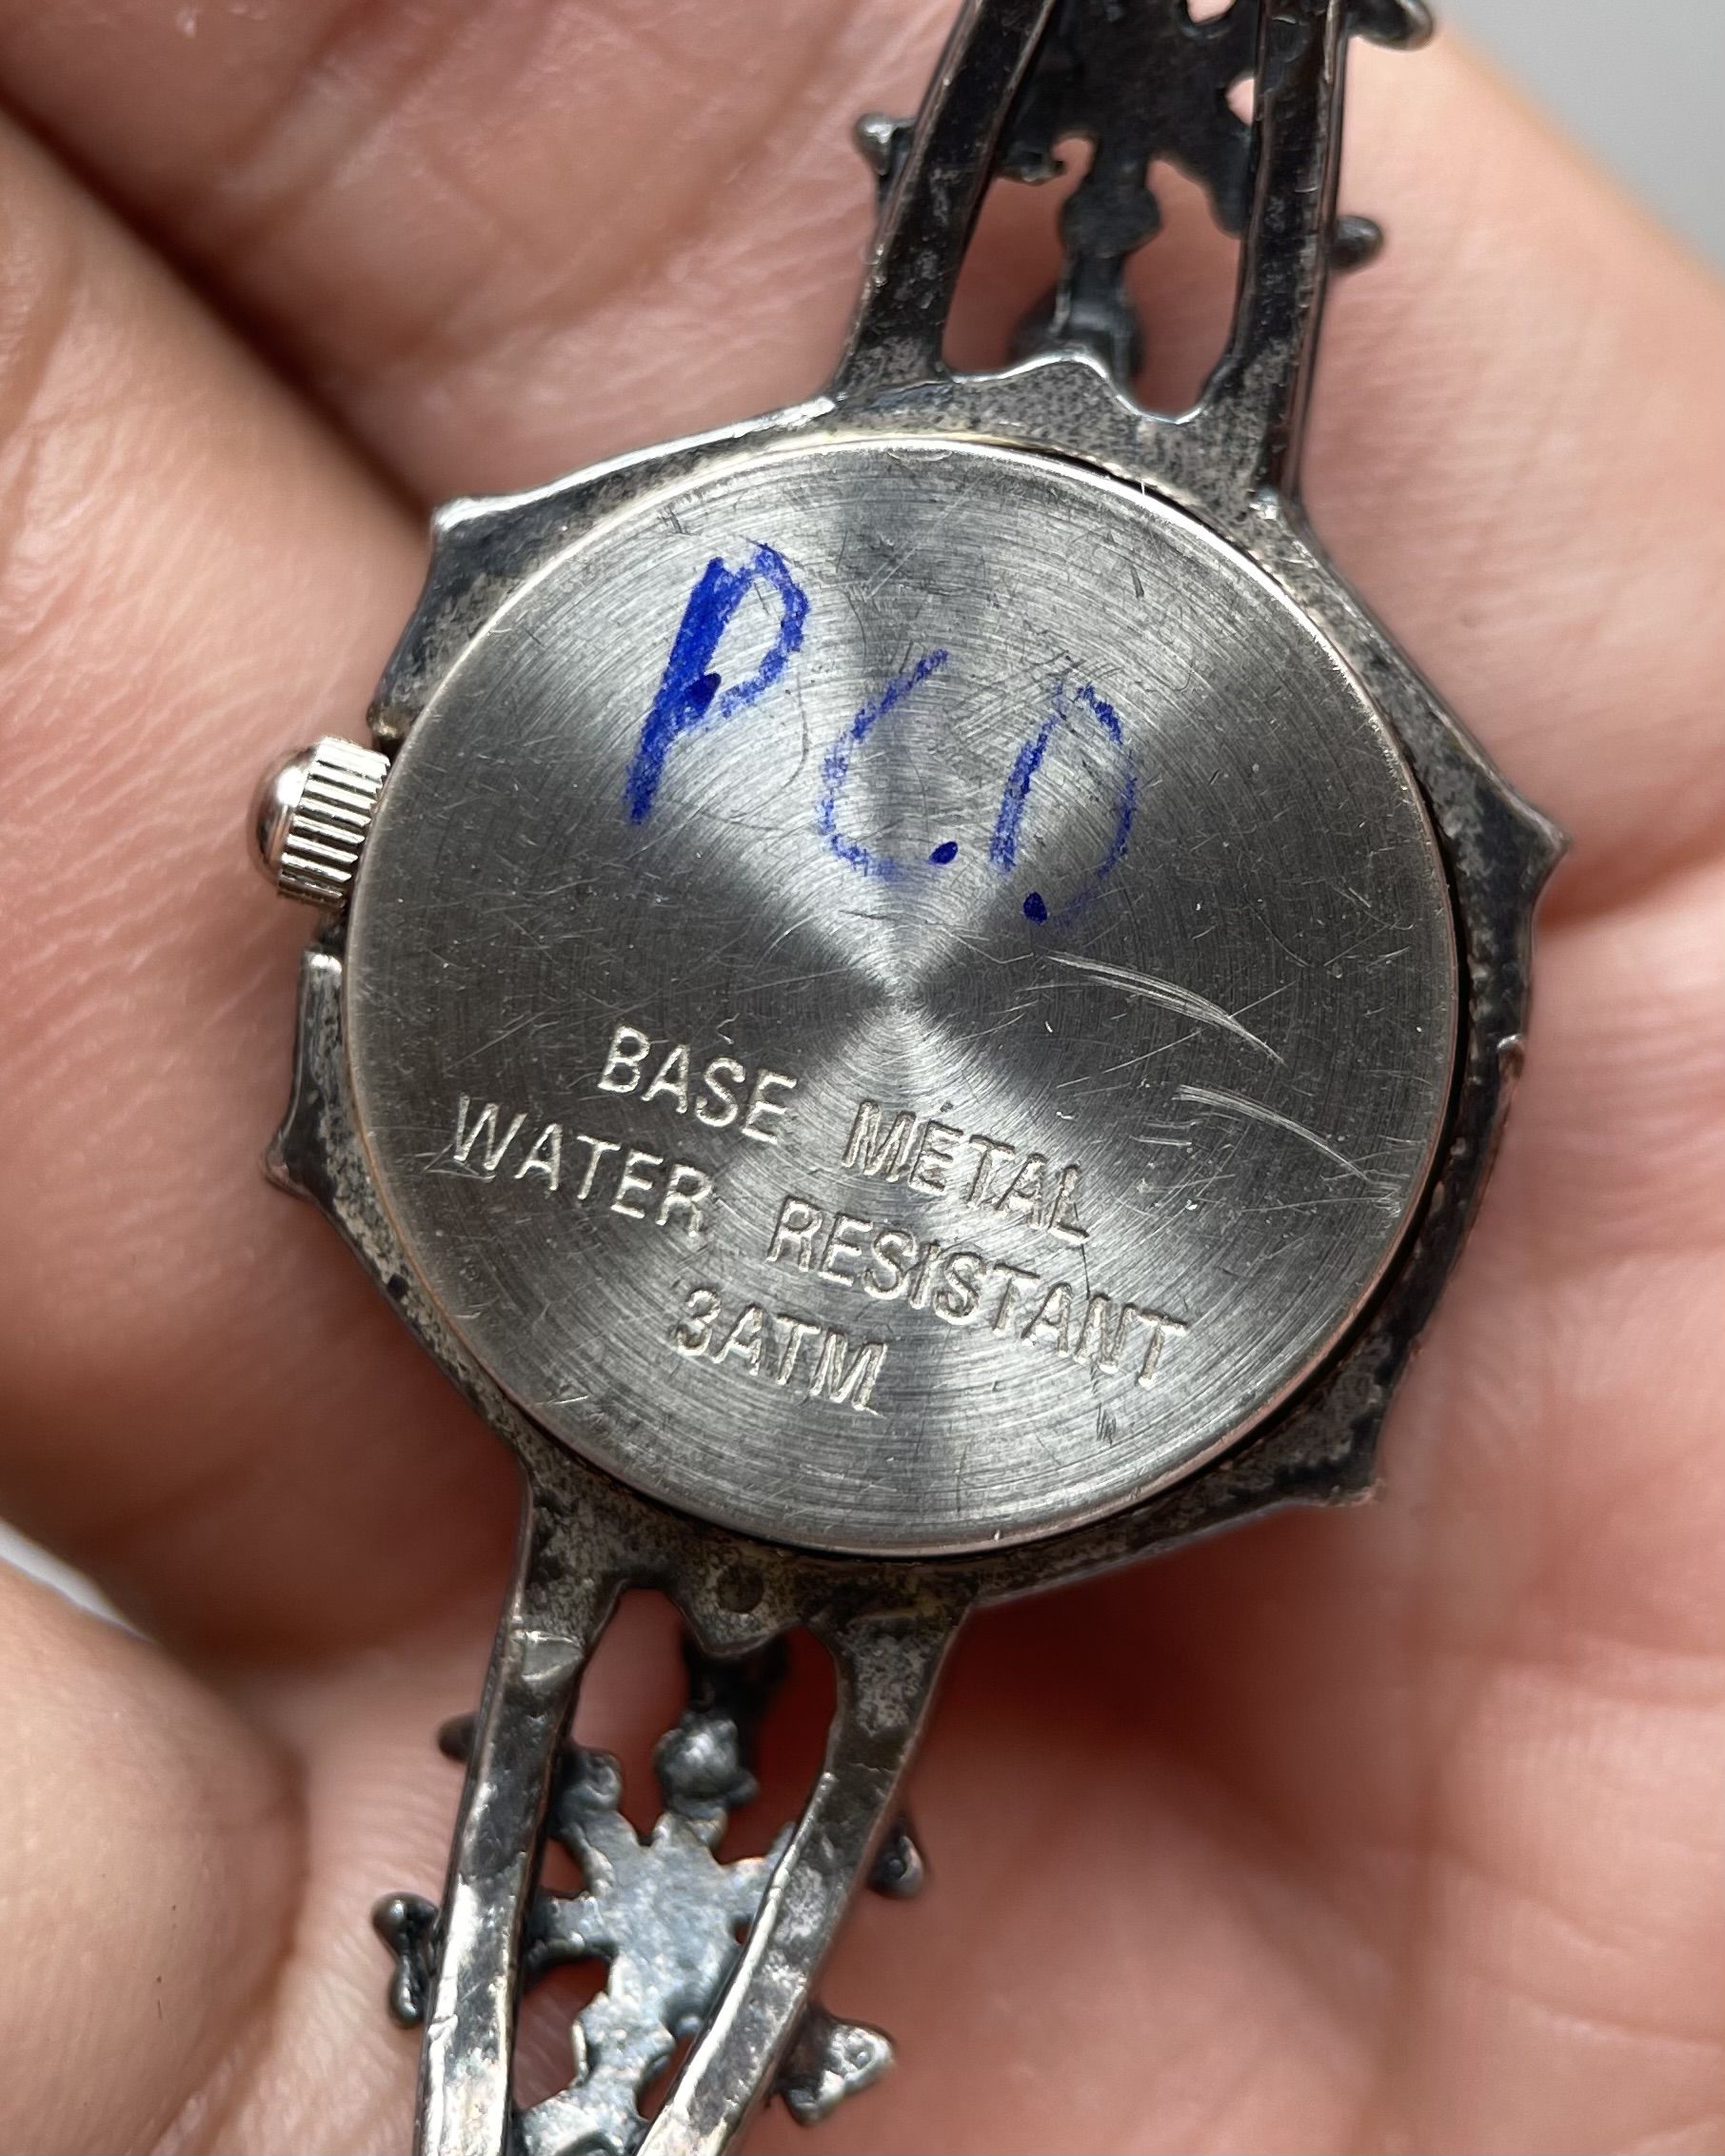 P.C.D.
BASE METAL
WATER RESISTANT
3ATM